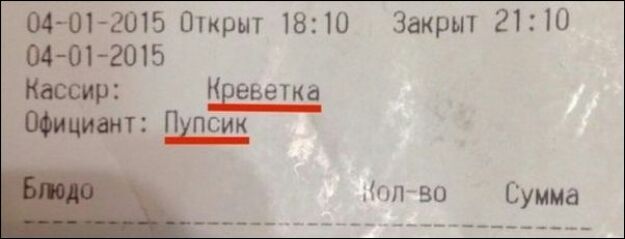 04-01-2015 Открыт 18:10 Закрыт 21:10
04-01-2015
Кассир: Креветка
Официант: Пупсик
Блюдо Кол-во Сумма